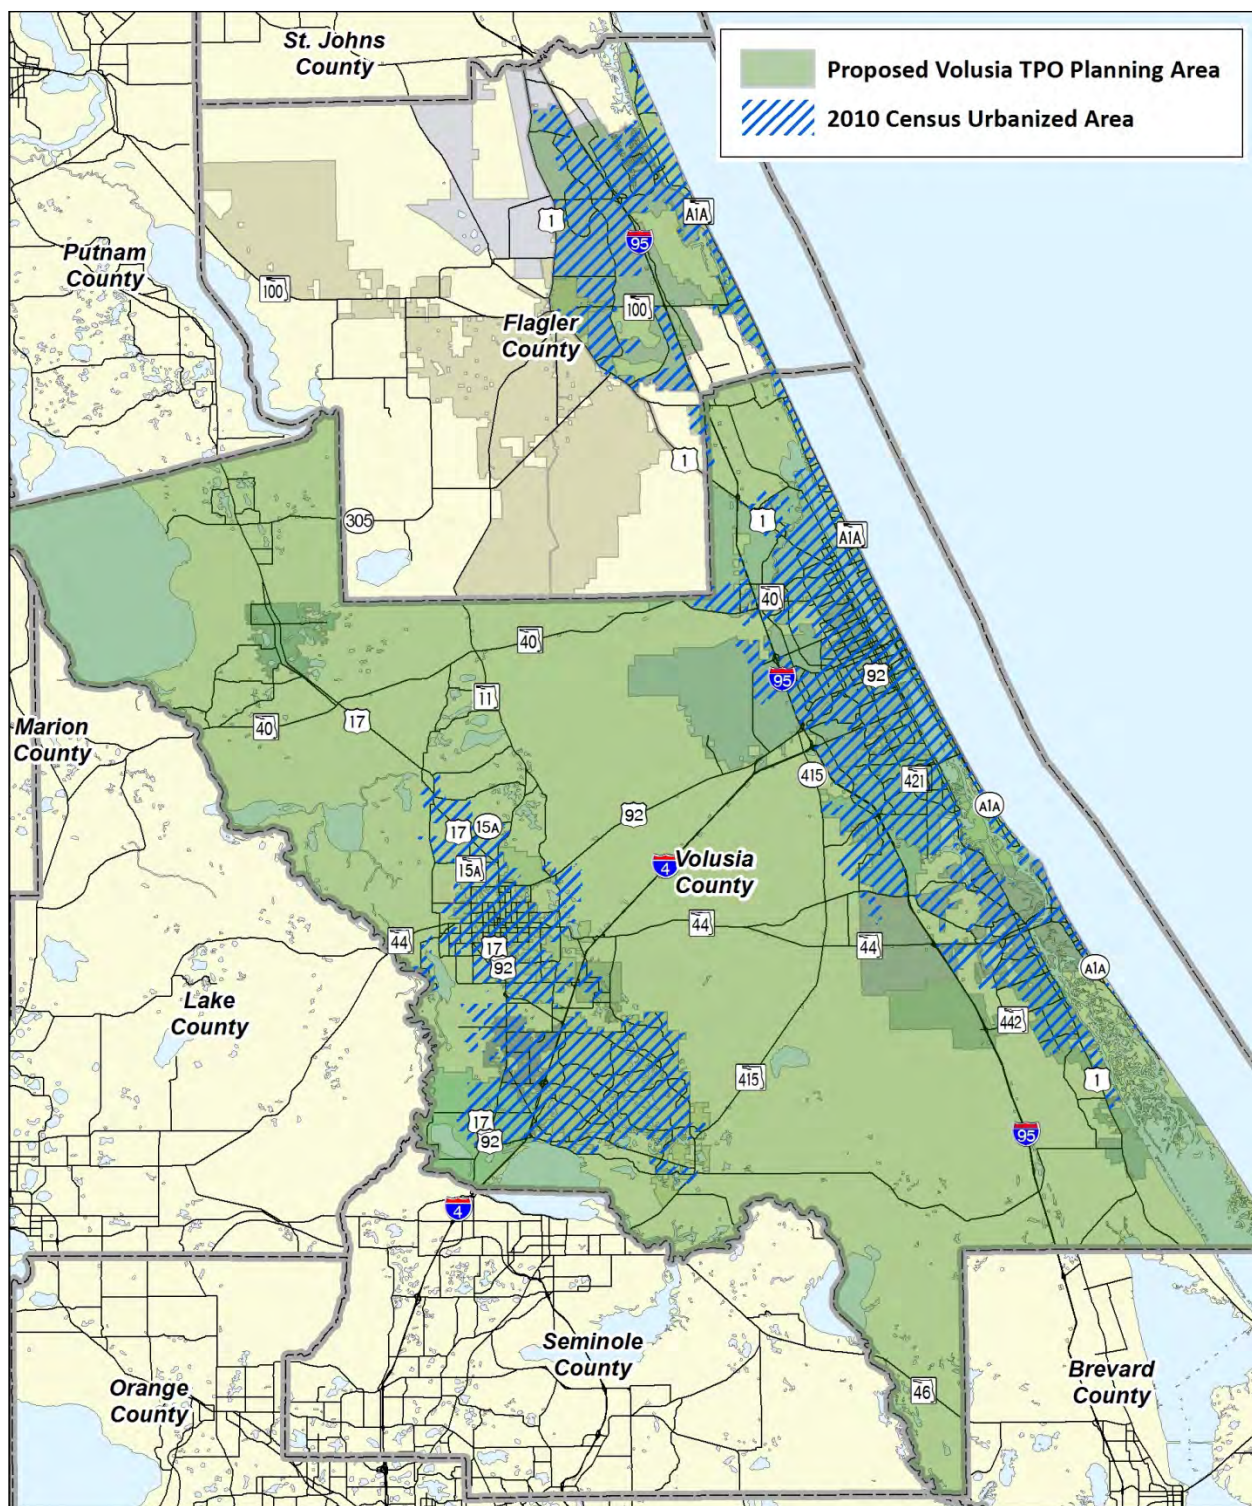 St. Johns
County
Proposed Volusia TPO Planning Area
2010 Census Urbanized Area
A1A
1
95
Putnam
County
100
100
Flagler
County
1
305
1
A1A
40
40
95
92
11
17
40
Marion
County
415
421
A1A
92
17
15A
4
Volusia
County
15A
44
44
44
17
92
A1A
Lake
County
442
415
1
17
92
95
4
Seminole
County
Orange
County
Brevard
County
46